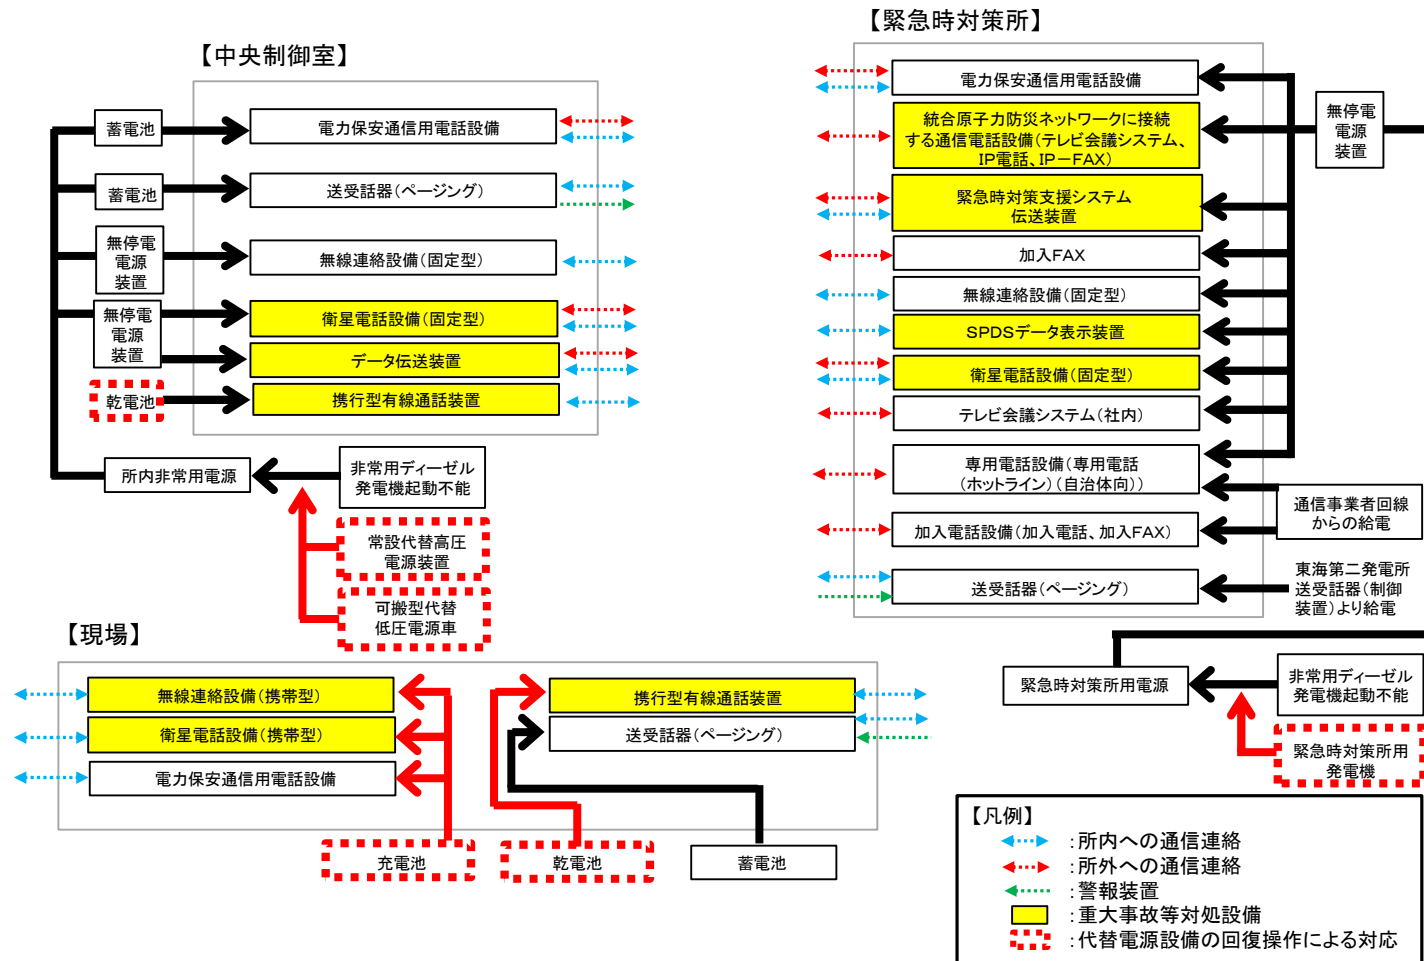 【中央制御室】
蓄電池
電力保安通信用電話設備
蓄電池
送受話器(ページング)
無停電
電源
装置
無線連絡設備(固定型)
無停電
電源
装置
衛星電話設備(固定型)
データ伝送装置
乾電池
携行型有線通話装置
所内非常用電源
非常用ディーゼル
発電機起動不能
常設代替高圧
電源装置
可搬型代替
低圧電源車
【緊急時対策所】
電力保安通信用電話設備
統合原子力防災ネットワークに接続
する通信電話設備(テレビ会議システム、
IP電話、IP-FAX)
緊急時対策支援システム
伝送装置
加入FAX
無線連絡設備(固定型)
SPDSデータ表示装置
衛星電話設備(固定型)
テレビ会議システム(社内)
専用電話設備(専用電話
(ホットライン)(自治体向))
加入電話設備(加入電話、加入FAX)
送受話器(ページング)
無停電
電源
装置
通信事業者回線
からの給電
東海第二発電所
送受話器(制御
装置)より給電
緊急時対策所用電源
非常用ディーゼル
発電機起動不能
緊急時対策所用
発電機
【現場】
無線連絡設備(携帯型)
衛星電話設備(携帯型)
電力保安通信用電話設備
携行型有線通話装置
送受話器(ページング)
充電池
乾電池
蓄電池
【凡例】
:所内への通信連絡
:所外への通信連絡
:警報装置
:重大事故等対処設備
:代替電源設備の回復操作による対応